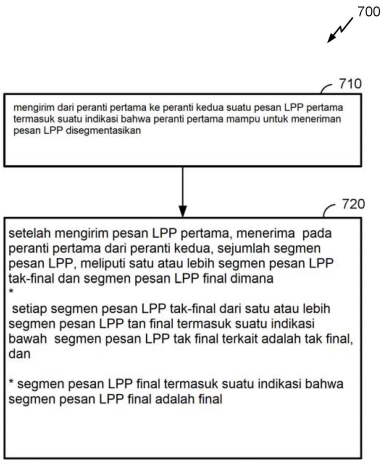 700
710
mengirim dari peranti pertama ke peranti kedua suatu pesan LPP pertama
termasuk suatu indikasi bahwa peranti pertama mampu untuk meneriman
pesan LPP disegmentasikan
720
setelah mengirim pesan LPP pertama, menerima pada
peranti pertama dari peranti kedua, sejumlah segmen
pesan LPP, meliputi satu atau lebih segmen pesan LPP
tak-final dan segmen pesan LPP final dimana
*
setiap segmen pesan LPP tak-final dari satu atau lebih
segmen pesan LPP tan final termasuk suatu indikasi
bawah segmen pesan LPP tak final terkait adalah tak final,
dan
* segmen pesan LPP final termasuk suatu indikasi bahwa
segmen pesan LPP final adalah final